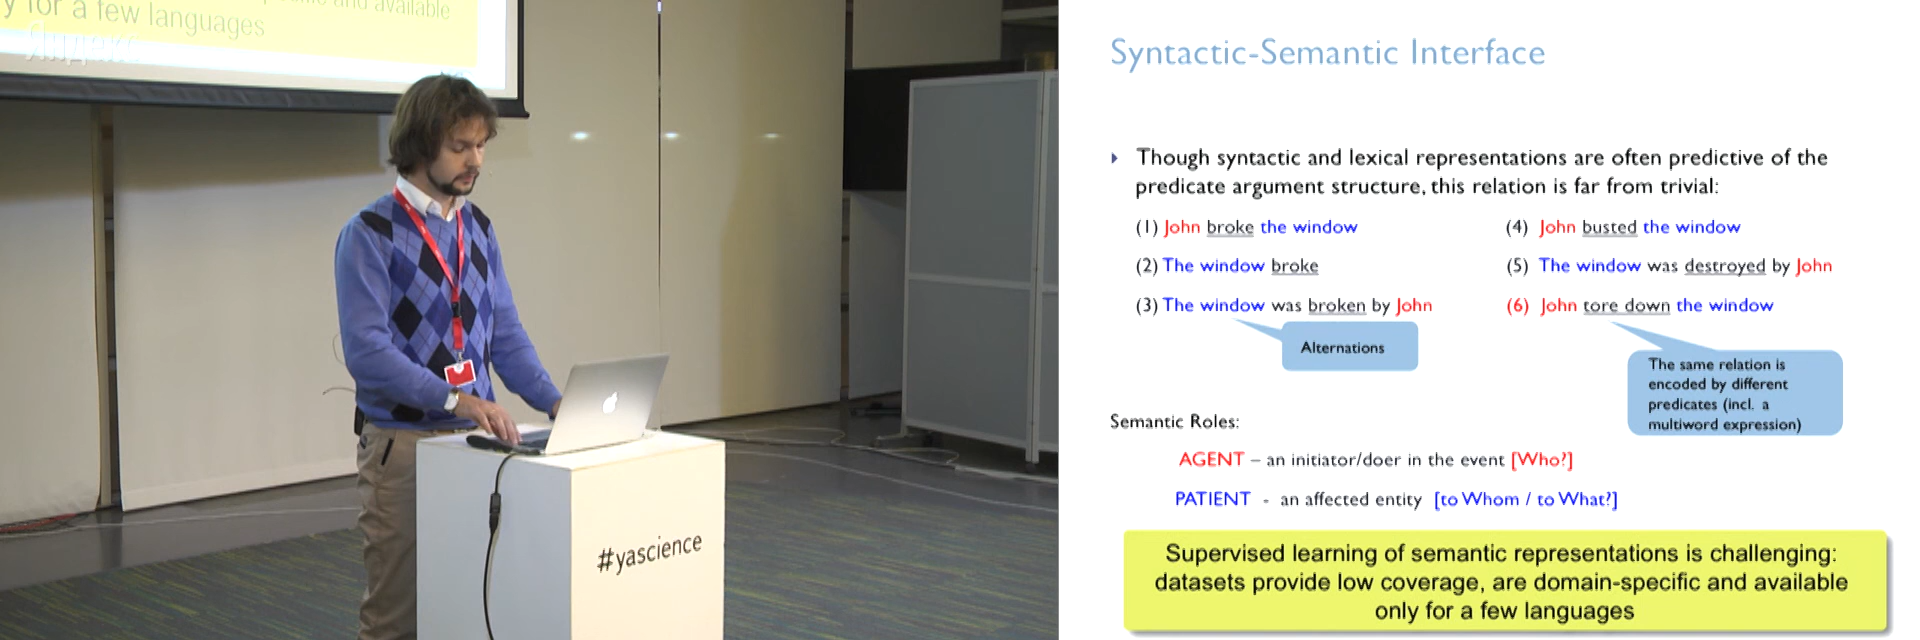 y for a few languages
and available
Яндекс
#yascience
Syntactic-Semantic Interface
Though syntactic and lexical representations are often predictive of the
predicate argument structure, this relation is far from trivial:
(1) John broke the window
(2) The window broke
(3) The window was broken by John
Alternations
(4) John busted the window
(5) The window was destroyed by John
(6) John tore down the window
The same relation is
encoded by different
predicates (incl. a
multiword expression)
Semantic Roles:
AGENT – an initiator/doer in the event [Who?]
PATIENT - an affected entity [to Whom / to What?]
Supervised learning of semantic representations is challenging:
datasets provide low coverage, are domain-specific and available
only for a few languages